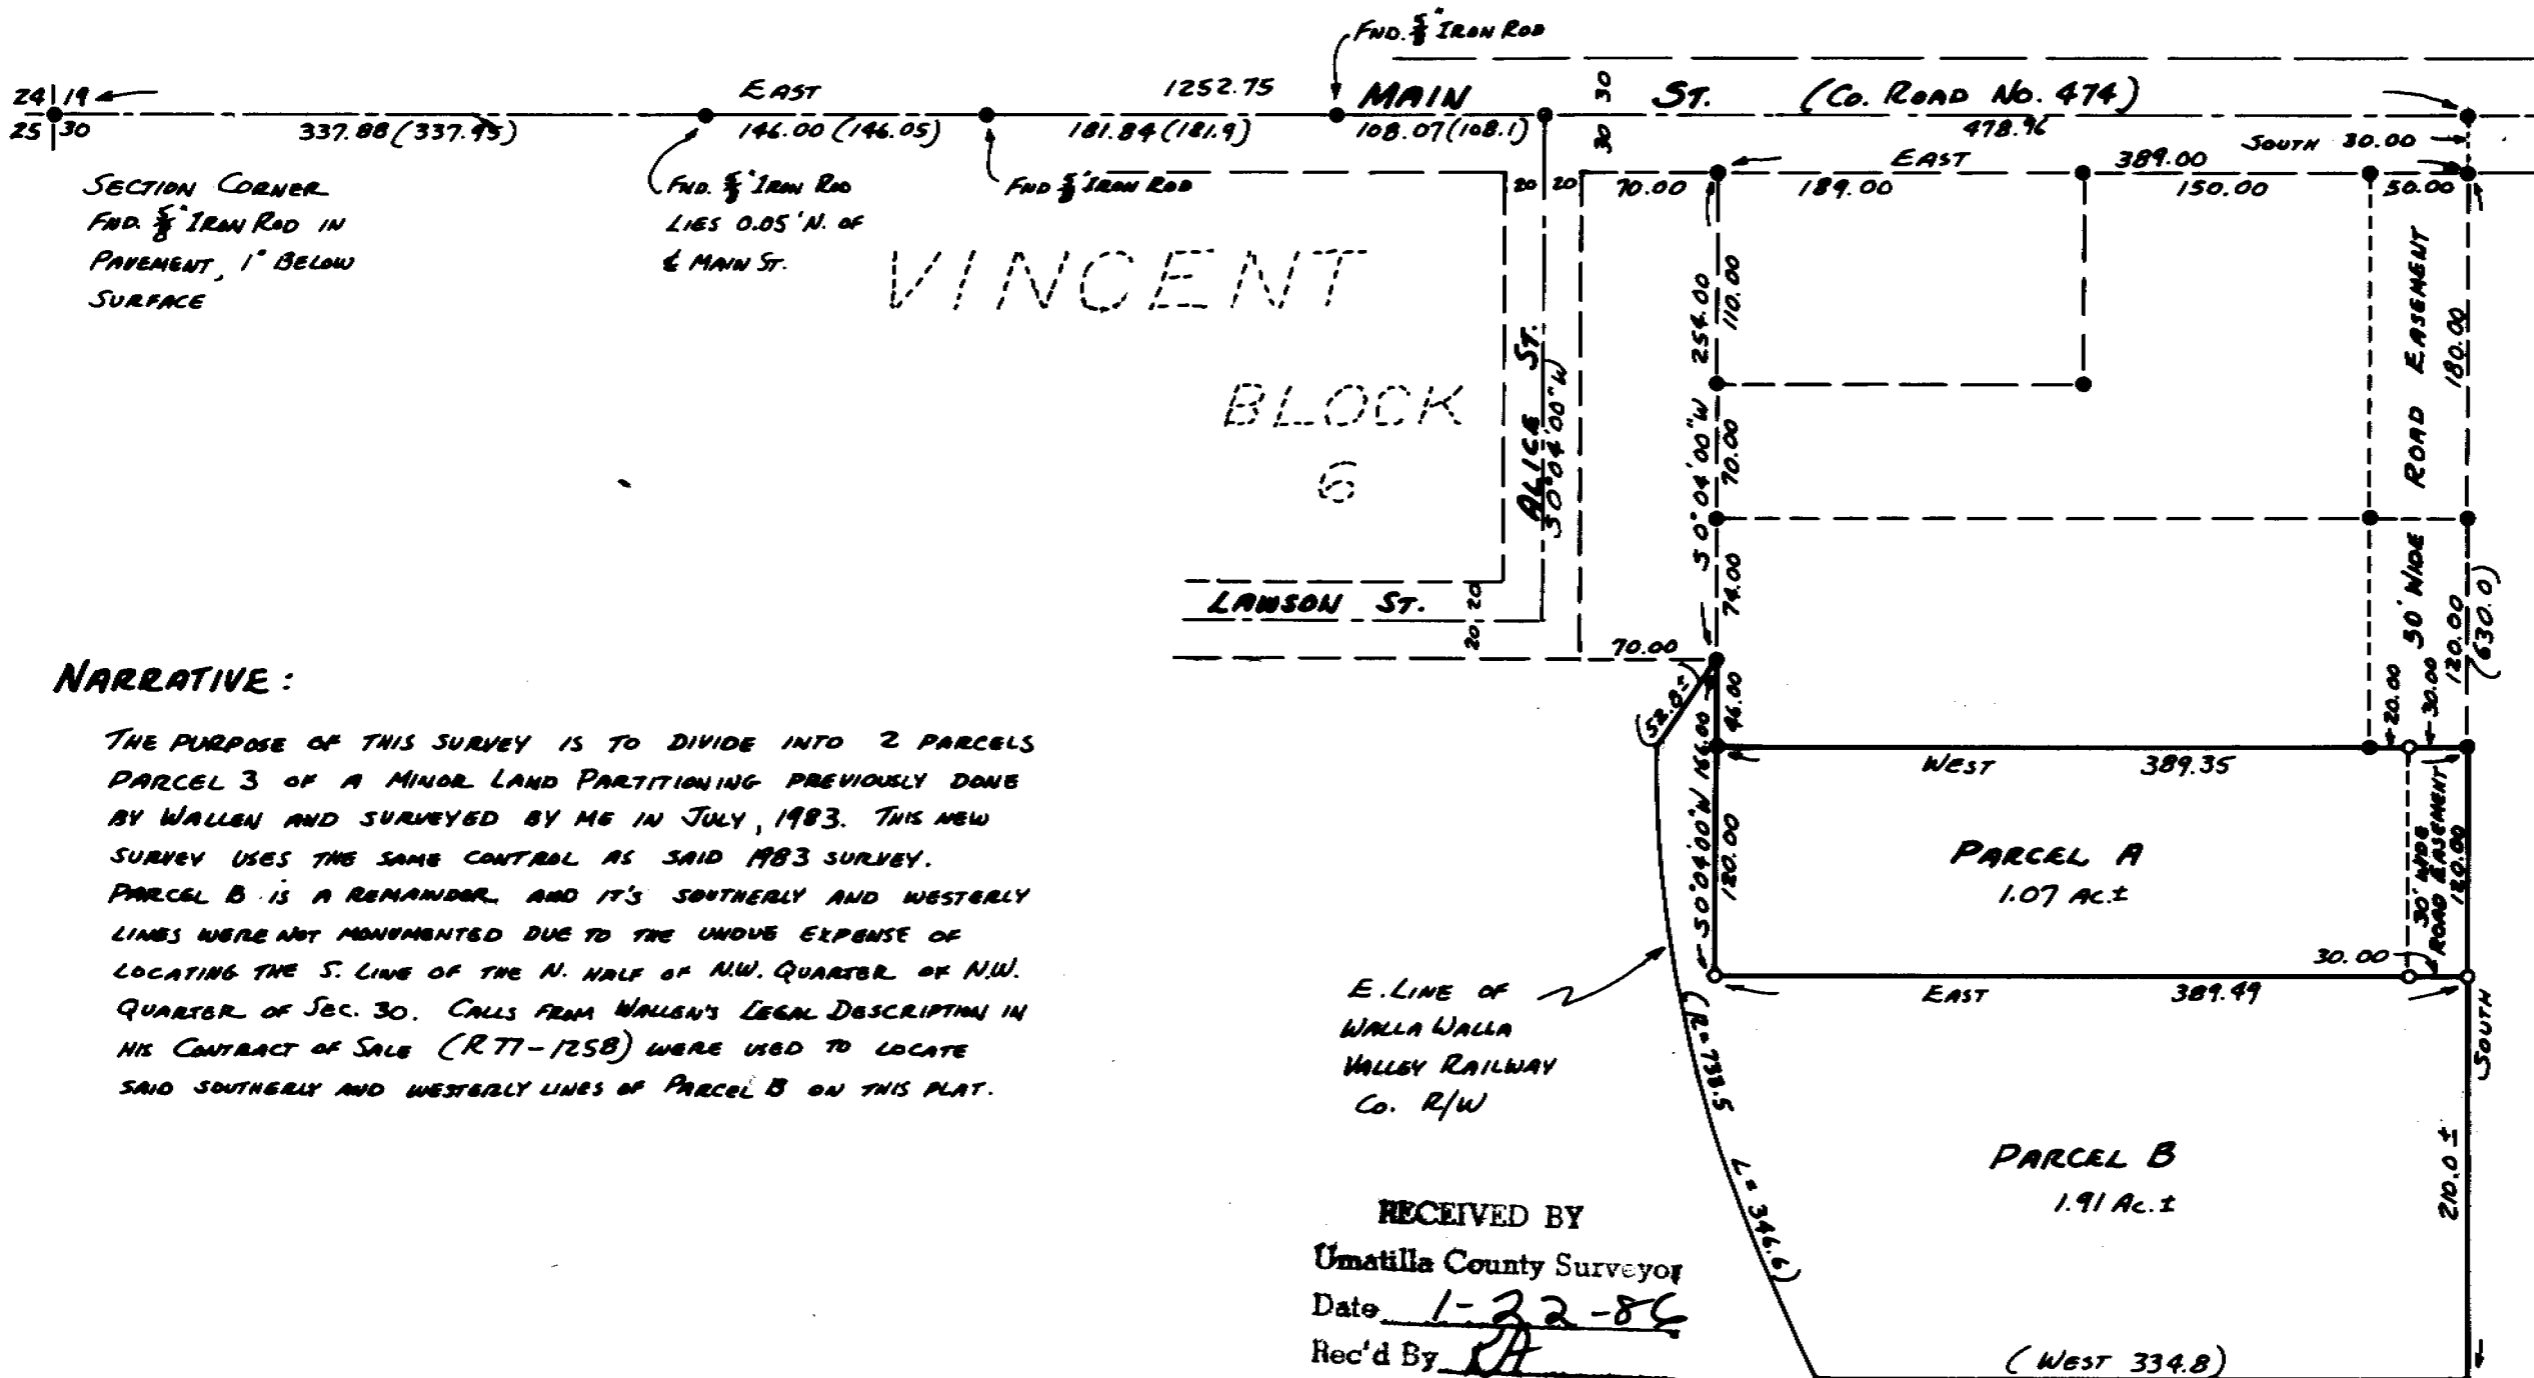 FND. 5/8" IRON ROD
24 | 19
25 | 30
EAST 1252.75
MAIN ST. (CO. ROAD NO. 474)
30
30
337.88 (337.95)
146.00 (146.05)
181.84 (181.9)
108.07 (108.1)
478.96
SOUTH 30.00
EAST 389.00
20 20
70.00
189.00
150.00
50.00
SECTION CORNER
FND. 5/8" IRON ROD IN
PAVEMENT, 1" BELOW
SURFACE
FND. 5/8" IRON ROD
LIES 0.05' N. OF
℄ MAIN ST.
FND 5/8" IRON ROD
VINCENT
BLOCK
6
ALICE ST.
S0°04'00"W
S 0°04'00"W 254.00
110.00
70.00
74.00
50' WIDE ROAD EASEMENT
180.00
120.00
(630.0)
LAWSON ST.
20 20
70.00
(52.8±)
46.00
20.00
30.00
S0°04'00"W 166.00
120.00
WEST 389.35
PARCEL A
1.07 AC.±
30' WIDE
ROAD EASEMENT
120.00
30.00
EAST 389.49
SOUTH
NARRATIVE:
THE PURPOSE OF THIS SURVEY IS TO DIVIDE INTO 2 PARCELS
PARCEL 3 OF A MINOR LAND PARTITIONING PREVIOUSLY DONE
BY WALLEN AND SURVEYED BY ME IN JULY, 1983. THIS NEW
SURVEY USES THE SAME CONTROL AS SAID 1983 SURVEY.
PARCEL B IS A REMAINDER AND IT'S SOUTHERLY AND WESTERLY
LINES WERE NOT MONUMENTED DUE TO THE UNDUE EXPENSE OF
LOCATING THE S. LINE OF THE N. HALF OF N.W. QUARTER OF N.W.
QUARTER OF SEC. 30. CALLS FROM WALLEN'S LEGAL DESCRIPTION IN
HIS CONTRACT OF SALE (R77-1258) WERE USED TO LOCATE
SAID SOUTHERLY AND WESTERLY LINES OF PARCEL B ON THIS PLAT.
E. LINE OF
WALLA WALLA
VALLEY RAILWAY
CO. R/W
(R=738.5 L=346.6)
PARCEL B
1.91 AC.±
210.0±
(WEST 334.8)
RECEIVED BY
Umatilla County Surveyor
Date 1-22-86
Rec'd By RA